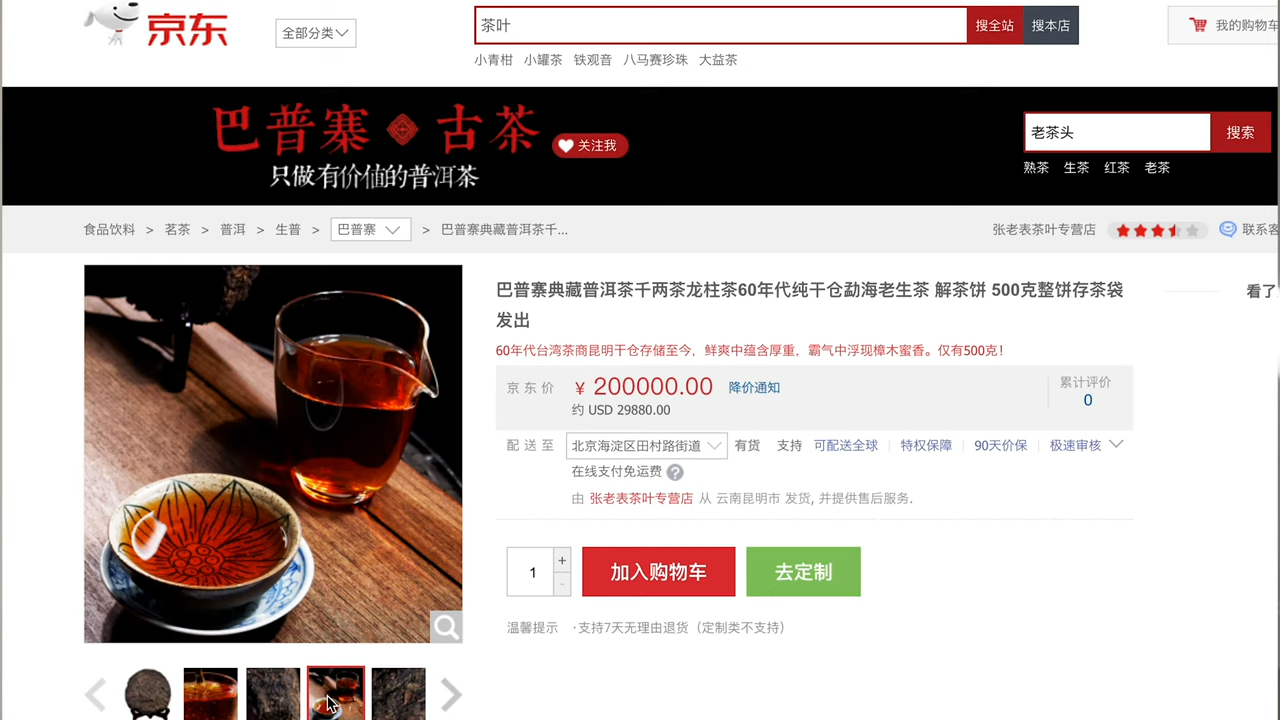 京东
全部分类
茶叶
搜全站
搜本店
我的购物车
小青柑 小罐茶 铁观音 八马赛珍珠 大益茶
巴普寨 古茶
关注我
只做有价值的普洱茶
老茶头
搜索
熟茶 生茶 红茶 老茶
食品饮料 > 茗茶 > 普洱 > 生普 > 巴普寨 > 巴普寨典藏普洱茶千...
张老表茶叶专营店
联系客
巴普寨典藏普洱茶千两茶龙柱茶60年代纯干仓勐海老生茶 解茶饼 500克整饼存茶袋
发出
看了
60年代台湾茶商昆明干仓存储至今，鲜爽中蕴含厚重，霸气中浮现樟木蜜香。仅有500克！
京东价 ￥ 200000.00 降价通知
约 USD 29880.00
累计评价
0
配送至 北京海淀区田村路街道 有货 支持 可配送全球 特权保障 90天价保 极速审核
在线支付免运费 ?
由 张老表茶叶专营店 从 云南昆明市 发货, 并提供售后服务.
1
+
-
加入购物车
去定制
温馨提示 ·支持7天无理由退货（定制类不支持）